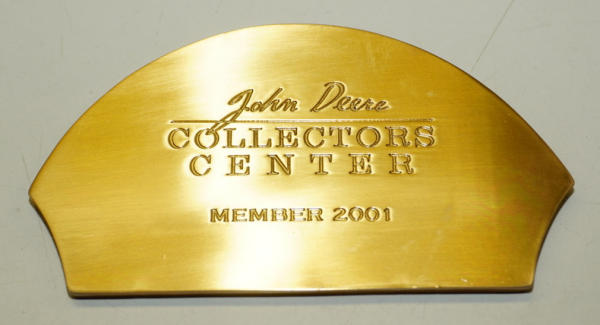 John Deere
COLLECTORS
CENTER
MEMBER 2001